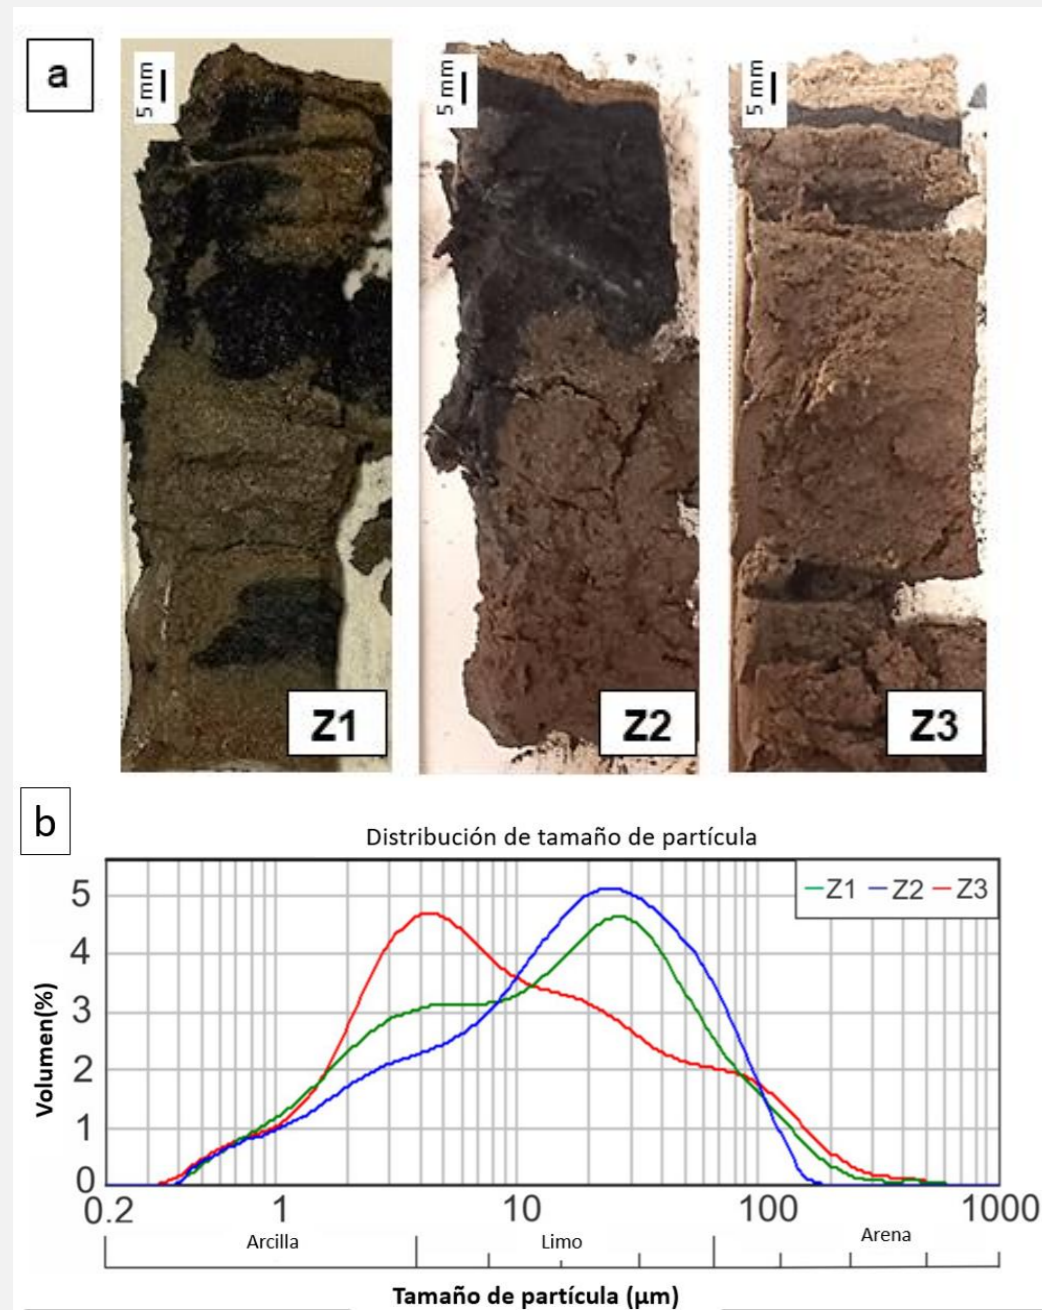 a
5 mm
5 mm
5 mm
Z1
Z2
Z3
b
Distribución de tamaño de partícula
Z1 Z2 Z3
Volumen(%)
5
4
3
2
1
0
0.2 1 10 100 1000
Arcilla Limo Arena
Tamaño de partícula (µm)